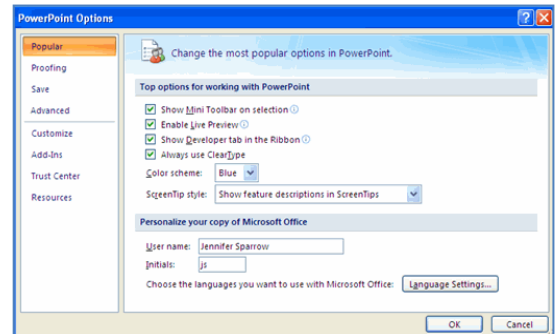 PowerPoint Options
Popular
Proofing
Save
Advanced
Customize
Add-Ins
Trust Center
Resources
Change the most popular options in PowerPoint.
Top options for working with PowerPoint
Show Mini Toolbar on selection
Enable Live Preview
Show Developer tab in the Ribbon
Always use ClearType
Color scheme: Blue
ScreenTip style: Show feature descriptions in ScreenTips
Personalize your copy of Microsoft Office
User name: Jennifer Sparrow
Initials: js
Choose the languages you want to use with Microsoft Office: Language Settings...
OK Cancel